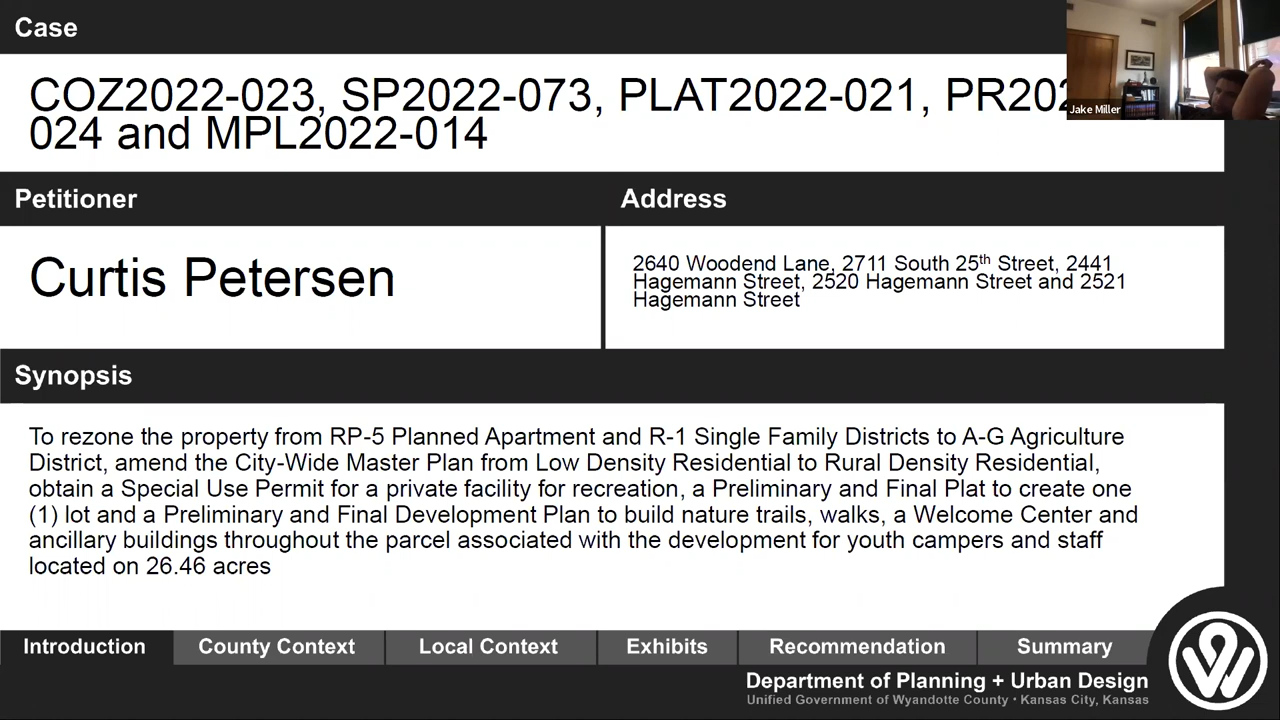 Case
COZ2022-023, SP2022-073, PLAT2022-021,
024 and MPL2022-014
Jake Miller
Petitioner
Address
Curtis Petersen
2640 Woodend Lane, 2711 South 25th Street, 2441
Hagemann Street, 2520 Hagemann Street and 2521
Hagemann Street
Synopsis
To rezone the property from RP-5 Planned Apartment and R-1 Single Family Districts to A-G Agriculture
District, amend the City-Wide Master Plan from Low Density Residential to Rural Density Residential,
obtain a Special Use Permit for a private facility for recreation, a Preliminary and Final Plat to create one
(1) lot and a Preliminary and Final Development Plan to build nature trails, walks, a Welcome Center and
ancillary buildings throughout the parcel associated with the development for youth campers and staff
located on 26.46 acres
Introduction
County Context
Local Context
Exhibits
Recommendation
Summary
Department of Planning + Urban Design
Unified Government of Wyandotte County • Kansas City, Kansas